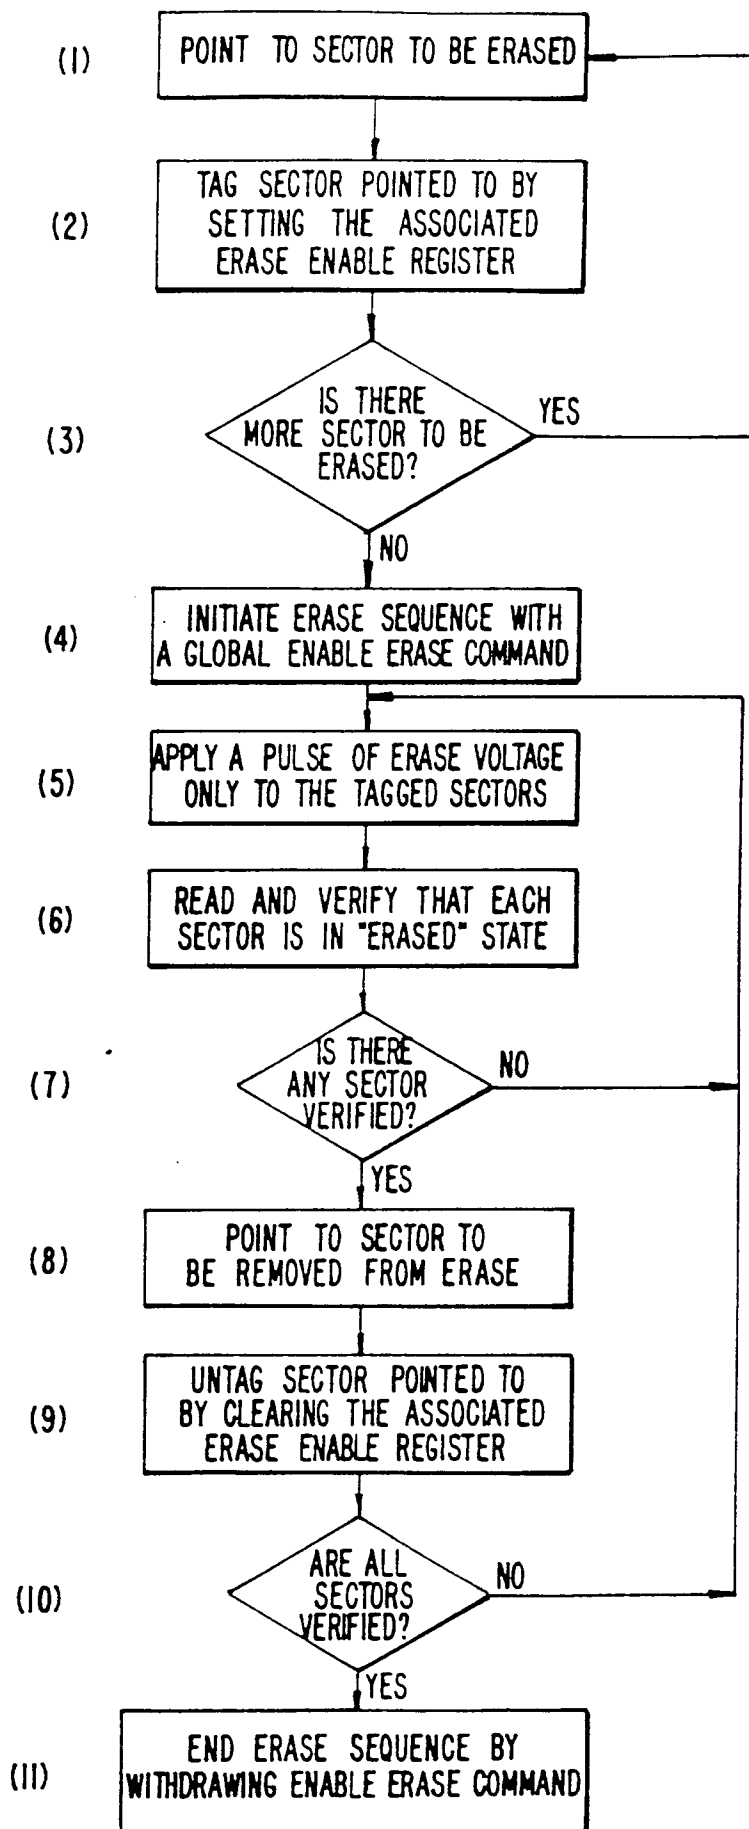 (1)
POINT TO SECTOR TO BE ERASED
(2)
TAG SECTOR POINTED TO BY
SETTING THE ASSOCIATED
ERASE ENABLE REGISTER
(3)
IS THERE
MORE SECTOR TO BE
ERASED?
YES
NO
(4)
INITIATE ERASE SEQUENCE WITH
A GLOBAL ENABLE ERASE COMMAND
(5)
APPLY A PULSE OF ERASE VOLTAGE
ONLY TO THE TAGGED SECTORS
(6)
READ AND VERIFY THAT EACH
SECTOR IS IN "ERASED" STATE
(7)
IS THERE
ANY SECTOR
VERIFIED?
NO
YES
(8)
POINT TO SECTOR TO
BE REMOVED FROM ERASE
(9)
UNTAG SECTOR POINTED TO
BY CLEARING THE ASSOCIATED
ERASE ENABLE REGISTER
(10)
ARE ALL
SECTORS
VERIFIED?
NO
YES
(11)
END ERASE SEQUENCE BY
WITHDRAWING ENABLE ERASE COMMAND